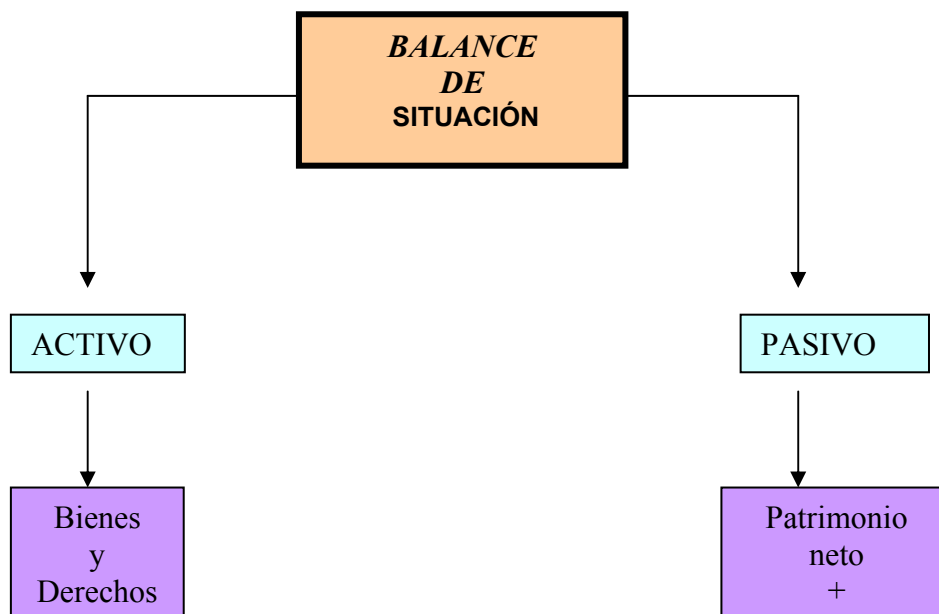 BALANCE
DE
SITUACIÓN
ACTIVO
PASIVO
Bienes
y
Derechos
Patrimonio
neto
+